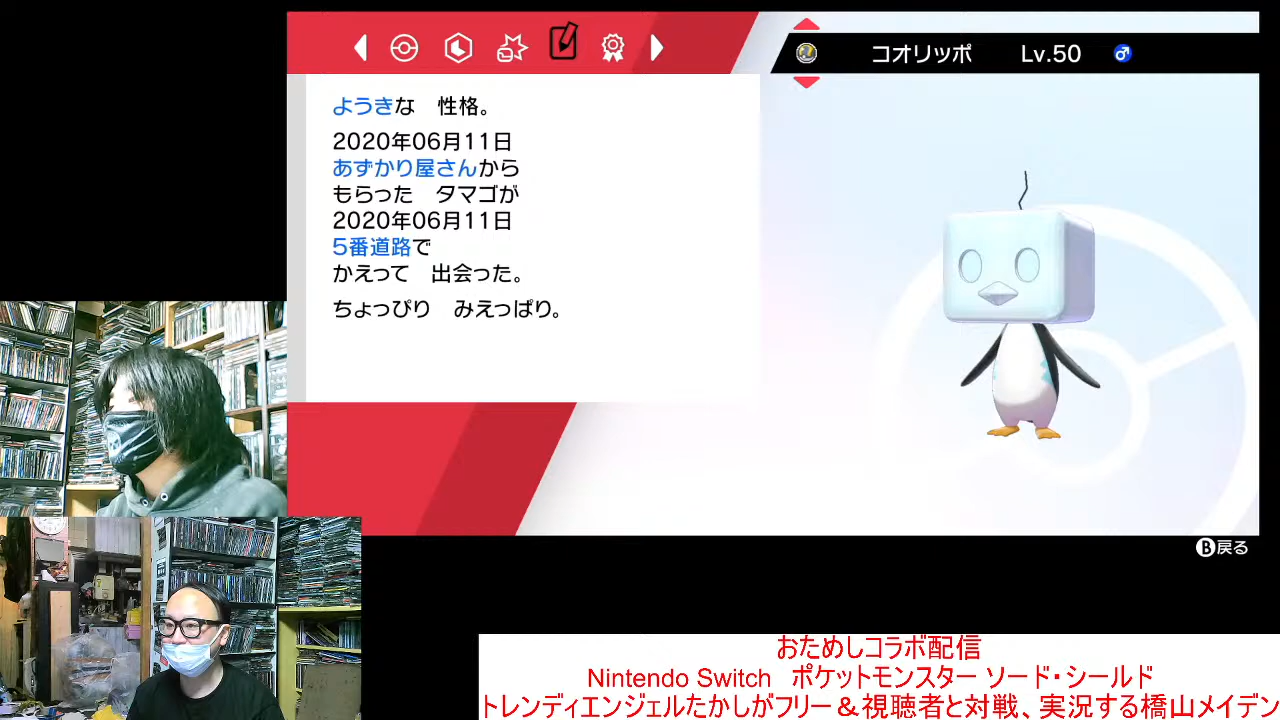 コオリッポ Lv.50
ような 性格。
2020年06月11日
あずかり屋さんから
もらった タマゴが
2020年06月11日
5番道路で
かえって 出会った。
ちょっぴり みえっぱり。
B戻る
おためしコラボ配信
Nintendo Switch ポケットモンスター ソード・シールド
トレンディエンジェルたかしがフリー＆視聴者と対戦、実況する橋山メイデン